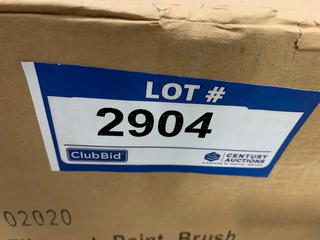 LOT #
2904
ClubBid
CENTURY
AUCTIONS
02020
Paint Brush